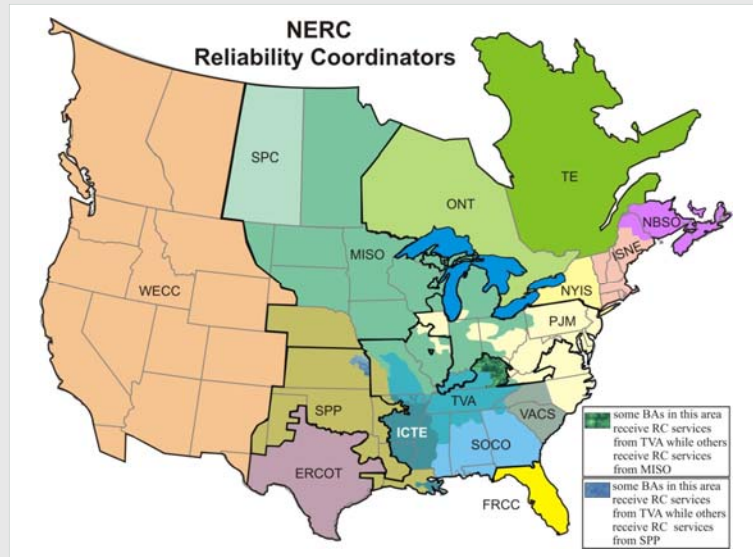 NERC
Reliability Coordinators
SPC
TE
ONT
NBSO
MISO
ISNE
WECC
NYIS
PJM
SPP
TVA
VACS
ICTE
SOCO
ERCOT
FRCC
some BAs in this area
receive RC services
from TVA while others
receive RC services
from MISO
some BAs in this area
receive RC services
from TVA while others
receive RC services
from SPP